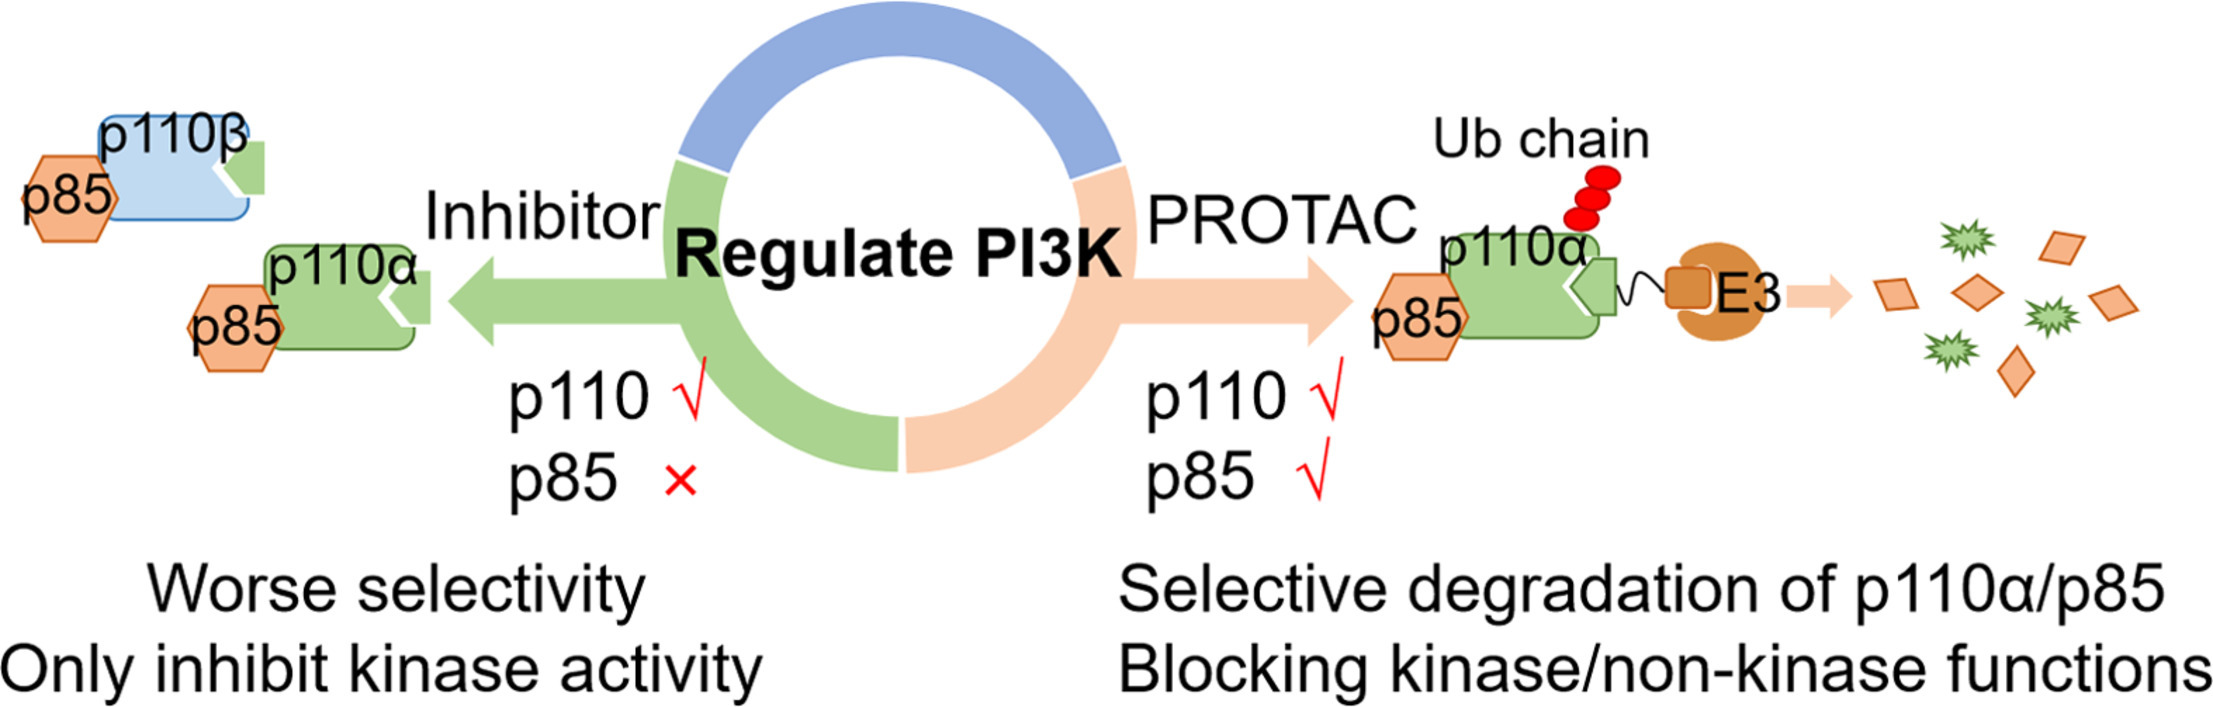 p110β
p85
p110α
p85
Inhibitor
p110 √
p85 ×
Worse selectivity
Only inhibit kinase activity
Regulate PI3K
PROTAC
p110 √
p85 √
Ub chain
p110α
p85
E3
Selective degradation of p110α/p85
Blocking kinase/non-kinase functions